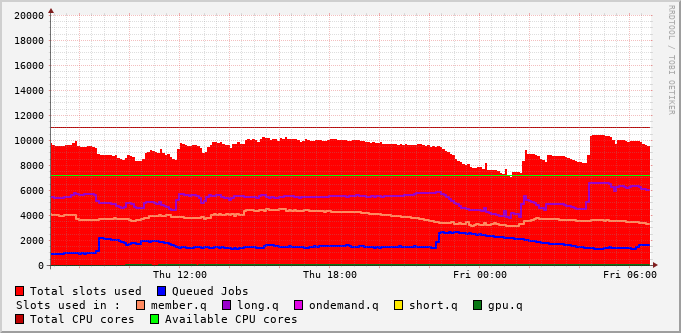 20000
18000
16000
14000
12000
10000
8000
6000
4000
2000
0
Thu 12:00 Thu 18:00 Fri 00:00 Fri 06:00
RRDTOOL / TOBI OETIKER
Total slots used Queued Jobs
Slots used in : member.q long.q ondemand.q short.q gpu.q
Total CPU cores Available CPU cores